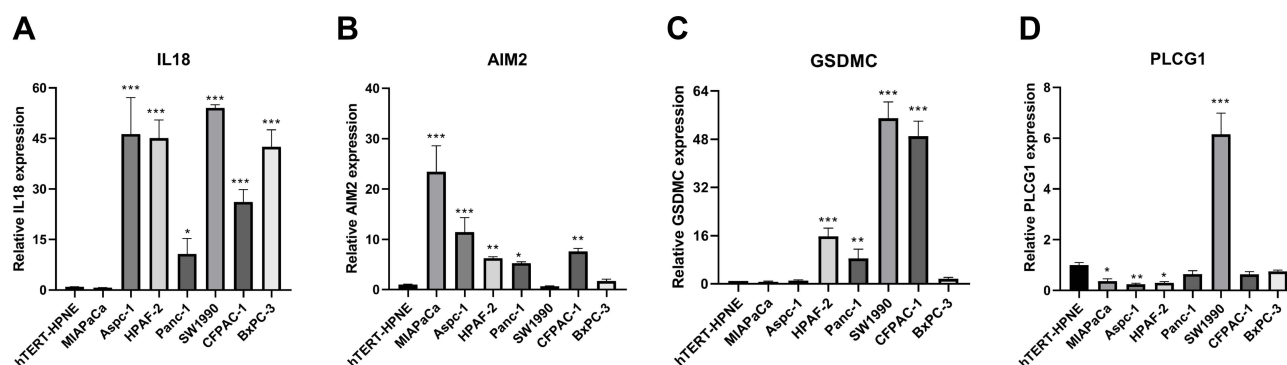 A
IL18
Relative IL18 expression
60
45
30
15
0
***
***
*
***
***
***
hTERT-HPNE
MIAPaCa
Aspc-1
HPAF-2
Panc-1
SW1990
CFPAC-1
BxPC-3
B
AIM2
Relative AIM2 expression
40
30
20
10
0
***
***
**
*
**
hTERT-HPNE
MIAPaCa
Aspc-1
HPAF-2
Panc-1
SW1990
CFPAC-1
BxPC-3
C
GSDMC
Relative GSDMC expression
64
48
32
16
0
***
**
***
***
hTERT-HPNE
MIAPaCa
Aspc-1
HPAF-2
Panc-1
SW1990
CFPAC-1
BxPC-3
D
PLCG1
Relative PLCG1 expression
8
6
4
2
0
*
**
*
***
hTERT-HPNE
MIAPaCa
Aspc-1
HPAF-2
Panc-1
SW1990
CFPAC-1
BxPC-3